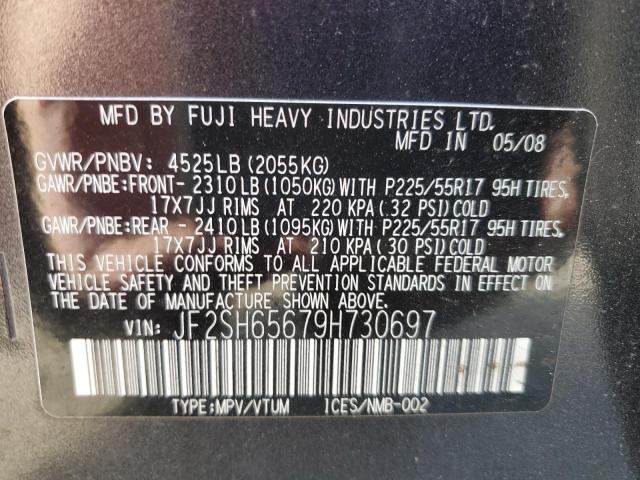 MFD BY FUJI HEAVY INDUSTRIES LTD.
MFD IN 05/08
GVWR/PNBV: 4525LB (2055KG)
GAWR/PNBE:FRONT- 2310LB (1050KG) WITH P225/55R17 95H TIRES,
17X7JJ RIMS AT 220 KPA ( 32 PSI) COLD
GAWR/PNBE:REAR - 2410LB (1095KG) WITH P225/55R17 95H TIRES,
17X7JJ RIMS AT 210 KPA ( 30 PSI) COLD
THIS VEHICLE CONFORMS TO ALL APPLICABLE FEDERAL MOTOR
VEHICLE SAFETY AND THEFT PREVENTION STANDARDS IN EFFECT ON
THE DATE OF MANUFACTURE SHOWN ABOVE.
VIN: JF2SH65679H730697
TYPE:MPV/VTUM ICES/NMB-002